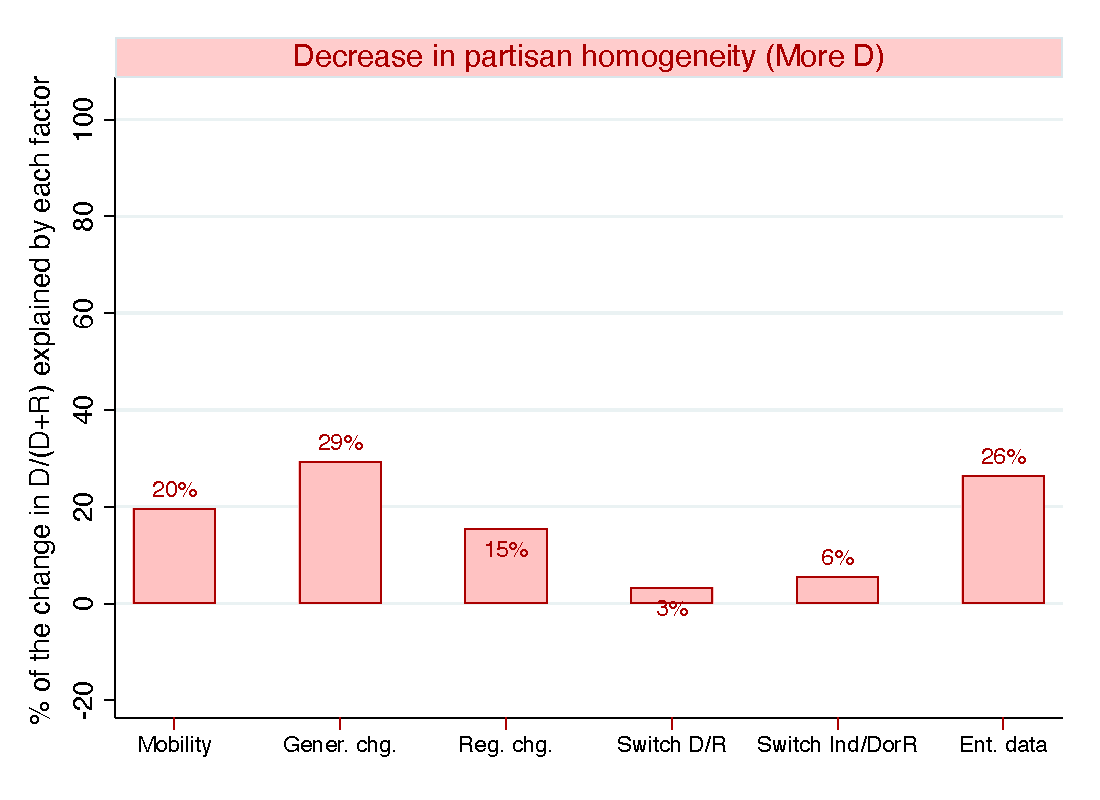 Decrease in partisan homogeneity (More D)
% of the change in D/(D+R) explained by each factor
100
80
60
40
20
0
-20
20%
29%
15%
3%
6%
26%
Mobility
Gener. chg.
Reg. chg.
Switch D/R
Switch Ind/DorR
Ent. data